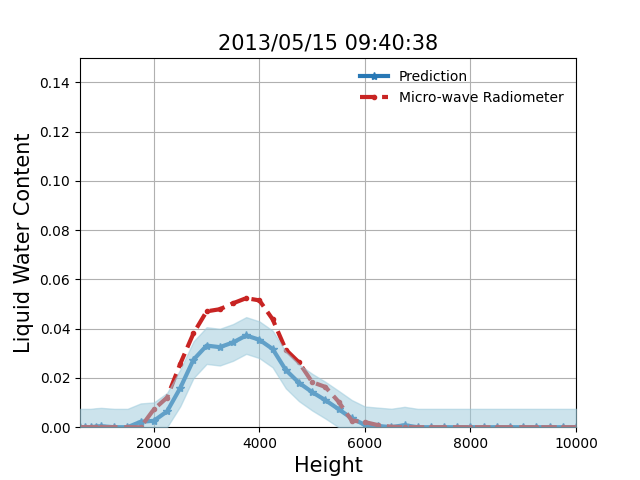 2013/05/15 09:40:38
Prediction
Micro-wave Radiometer
Liquid Water Content
0.14
0.12
0.10
0.08
0.06
0.04
0.02
0.00
2000 4000 6000 8000 10000
Height